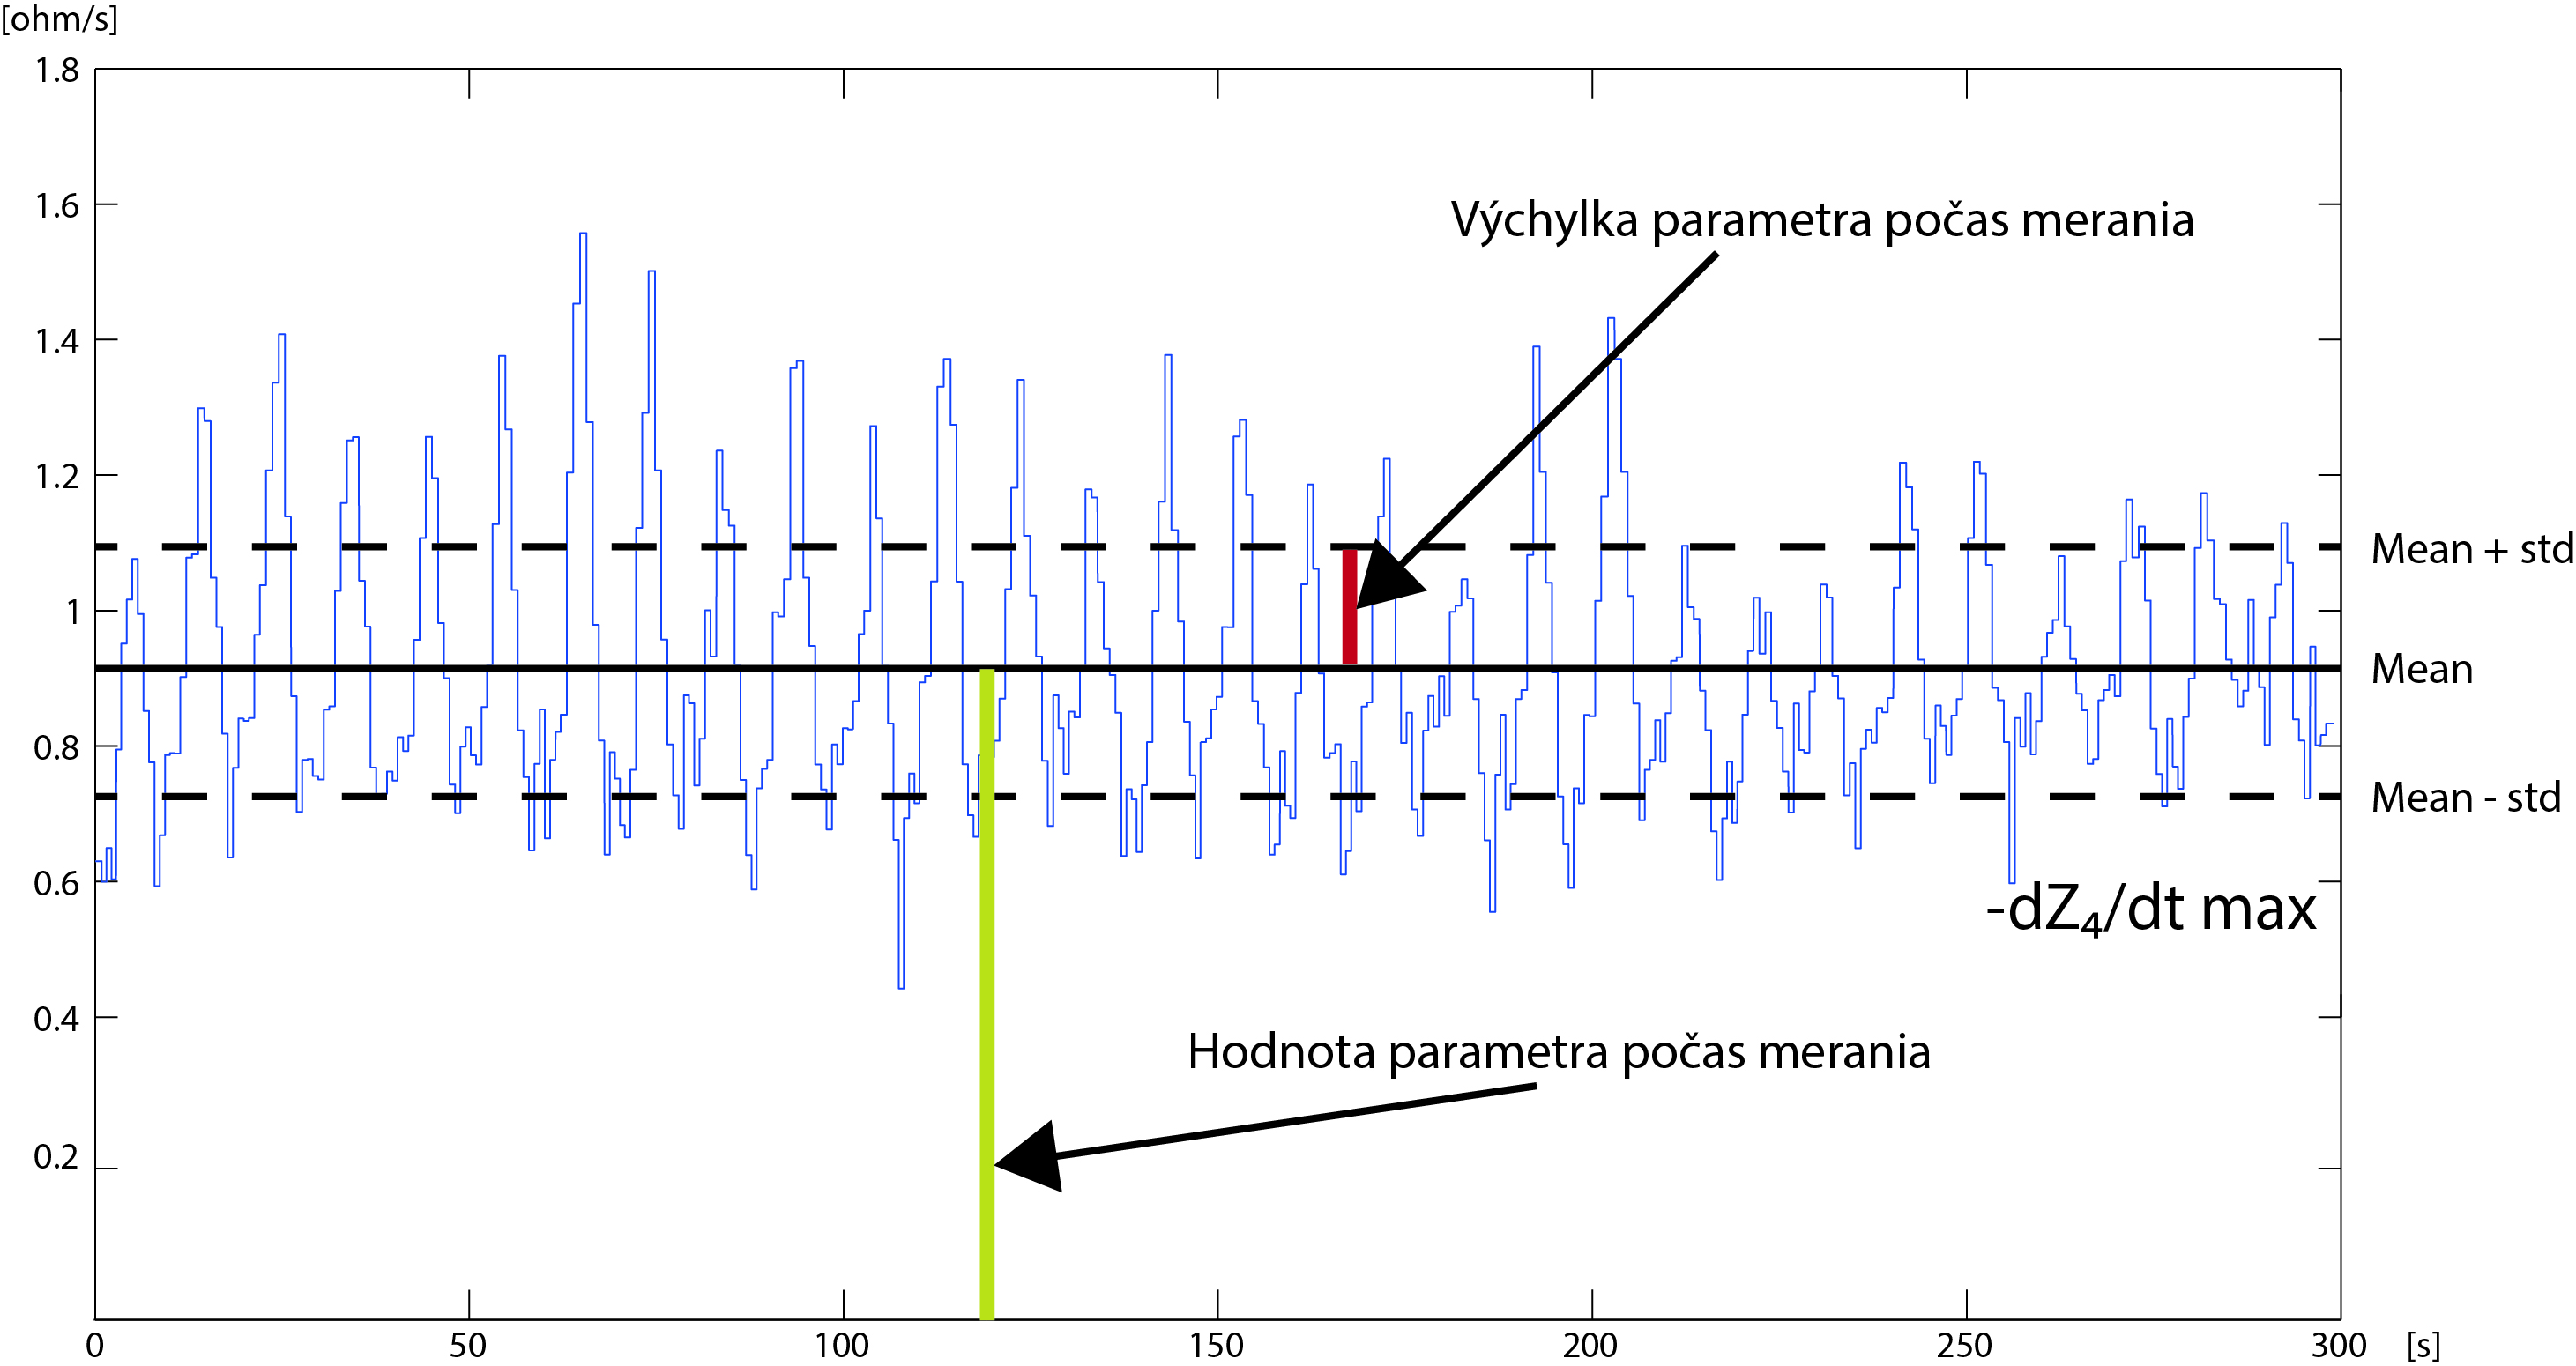 [ohm/s]
1.8
1.6
Výchylka parametra počas merania
1.4
1.2
Mean + std
1
Mean
0.8
Mean - std
0.6
-dZ₄/dt max
0.4
Hodnota parametra počas merania
0.2
0 50 100 150 200 250 300 [s]